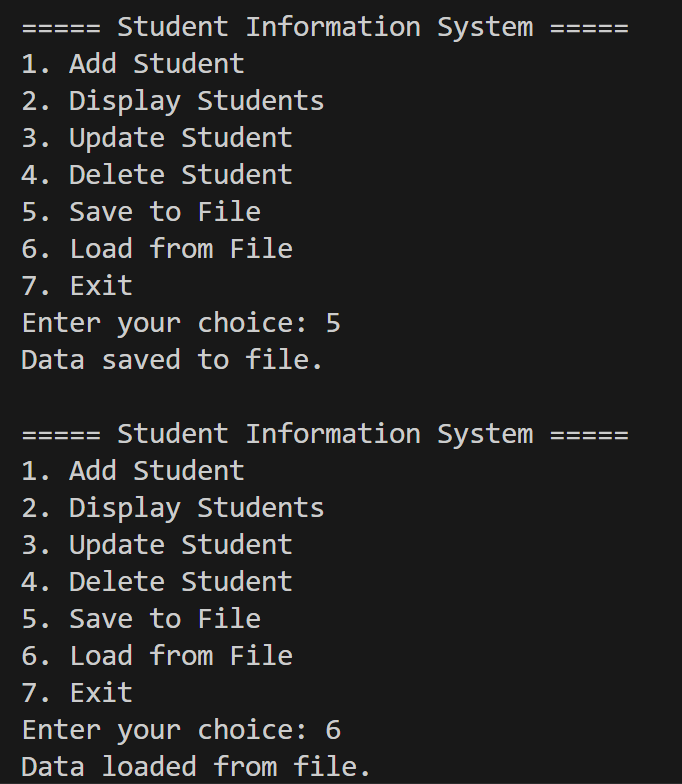 ===== Student Information System =====
1. Add Student
2. Display Students
3. Update Student
4. Delete Student
5. Save to File
6. Load from File
7. Exit
Enter your choice: 5
Data saved to file.

===== Student Information System =====
1. Add Student
2. Display Students
3. Update Student
4. Delete Student
5. Save to File
6. Load from File
7. Exit
Enter your choice: 6
Data loaded from file.